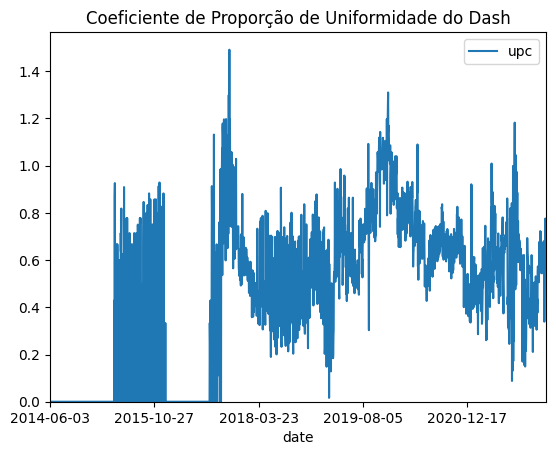 Coeficiente de Proporção de Uniformidade do Dash
upc
1.4
1.2
1.0
0.8
0.6
0.4
0.2
0.0
2014-06-03 2015-10-27 2018-03-23 2019-08-05 2020-12-17
date